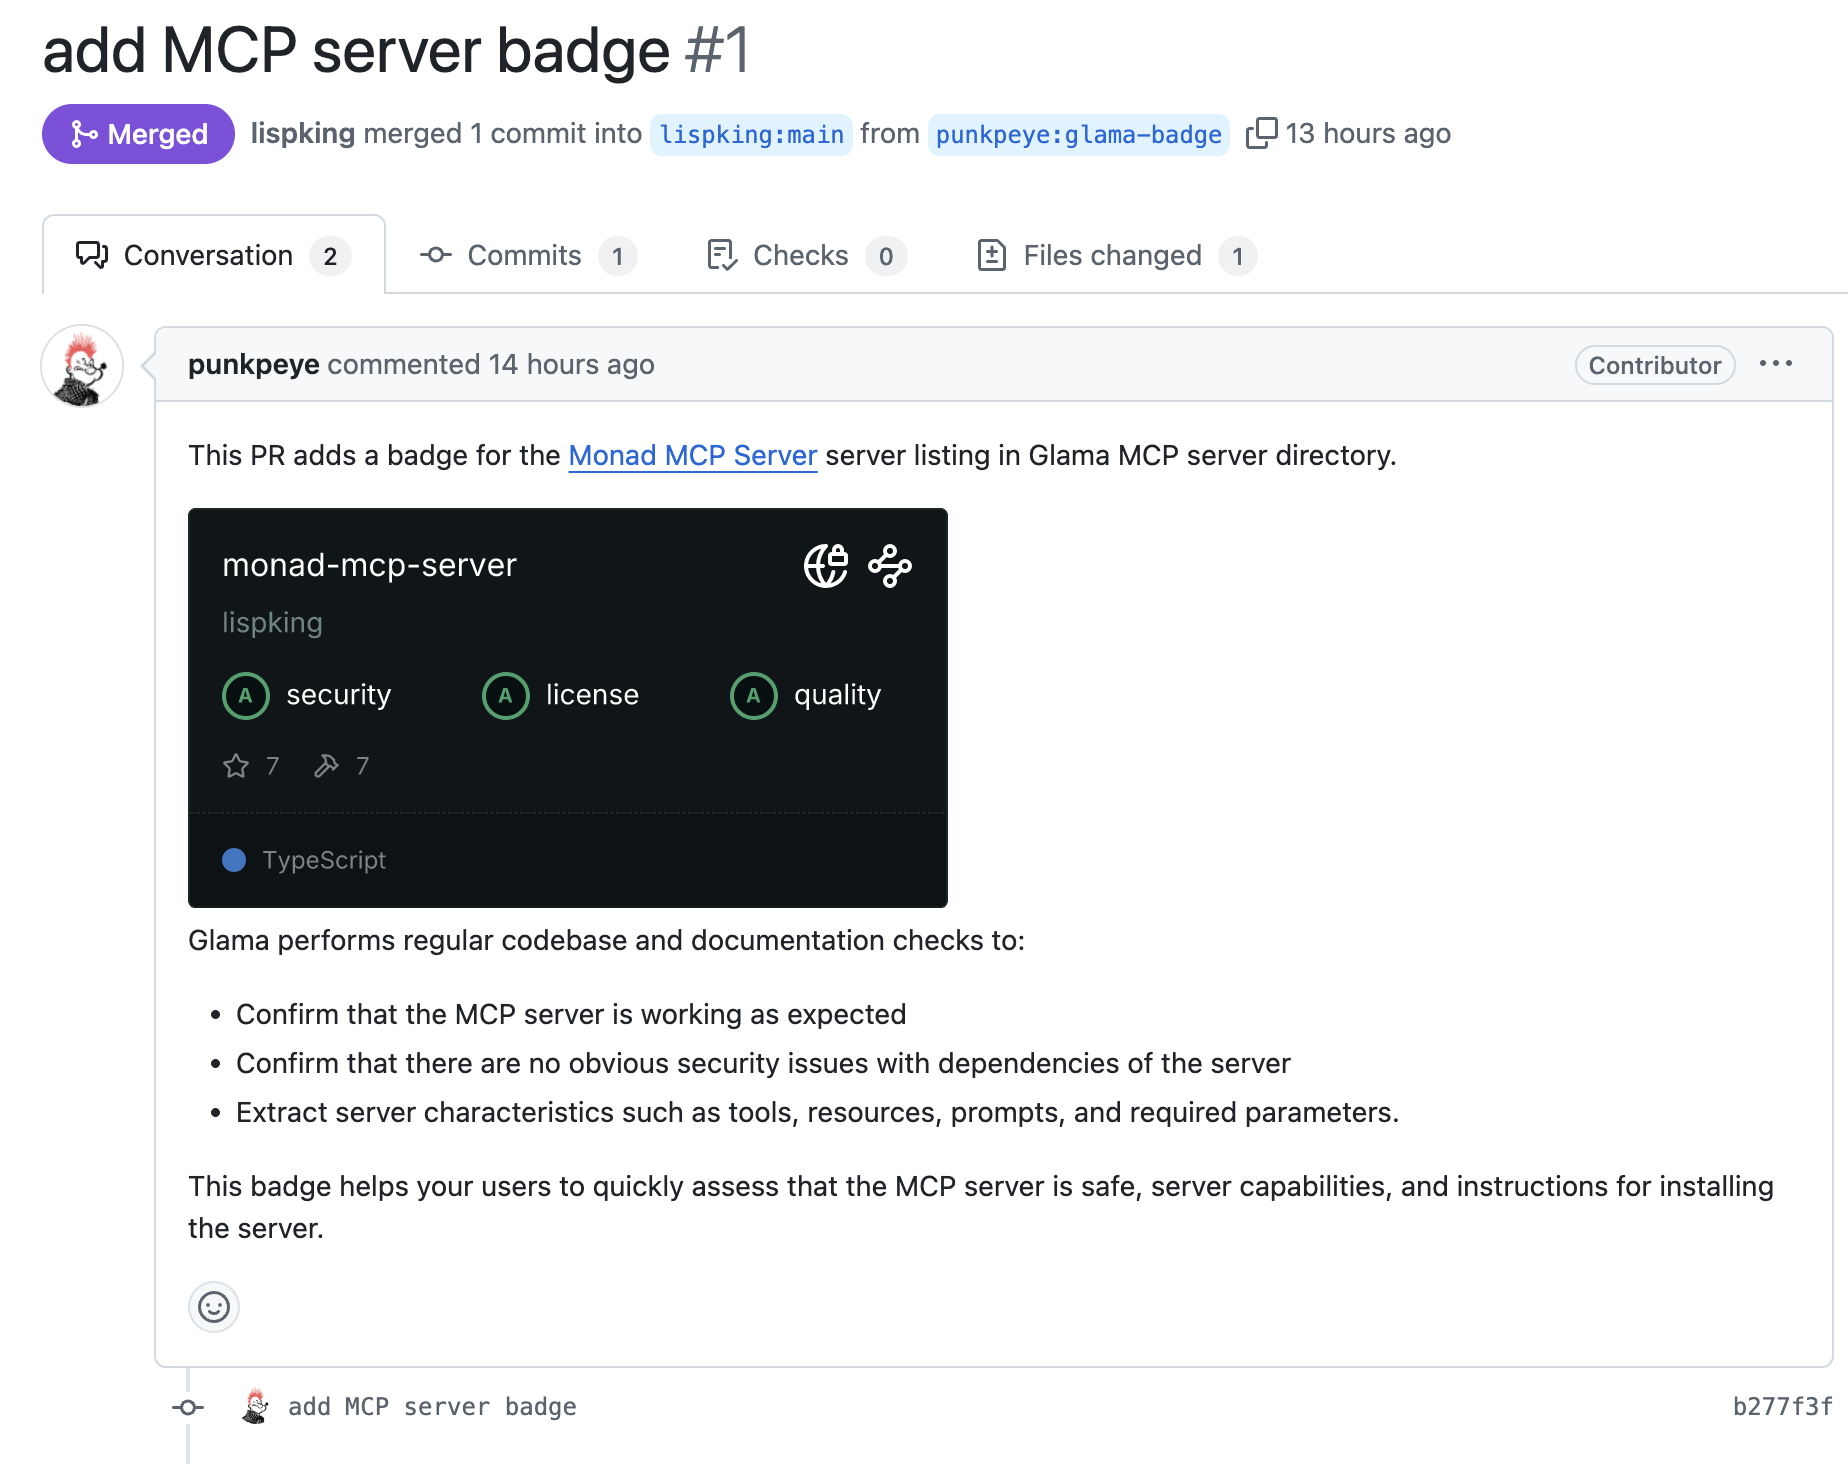 add MCP server badge #1
Merged lispking merged 1 commit into lispking:main from punkpeye:glama-badge 13 hours ago
Conversation 2 Commits 1 Checks 0 Files changed 1
punkpeye commented 14 hours ago Contributor
This PR adds a badge for the Monad MCP Server server listing in Glama MCP server directory.
monad-mcp-server
lispking
A security A license A quality
7 7
TypeScript
Glama performs regular codebase and documentation checks to:
• Confirm that the MCP server is working as expected
• Confirm that there are no obvious security issues with dependencies of the server
• Extract server characteristics such as tools, resources, prompts, and required parameters.
This badge helps your users to quickly assess that the MCP server is safe, server capabilities, and instructions for installing
the server.
add MCP server badge b277f3f